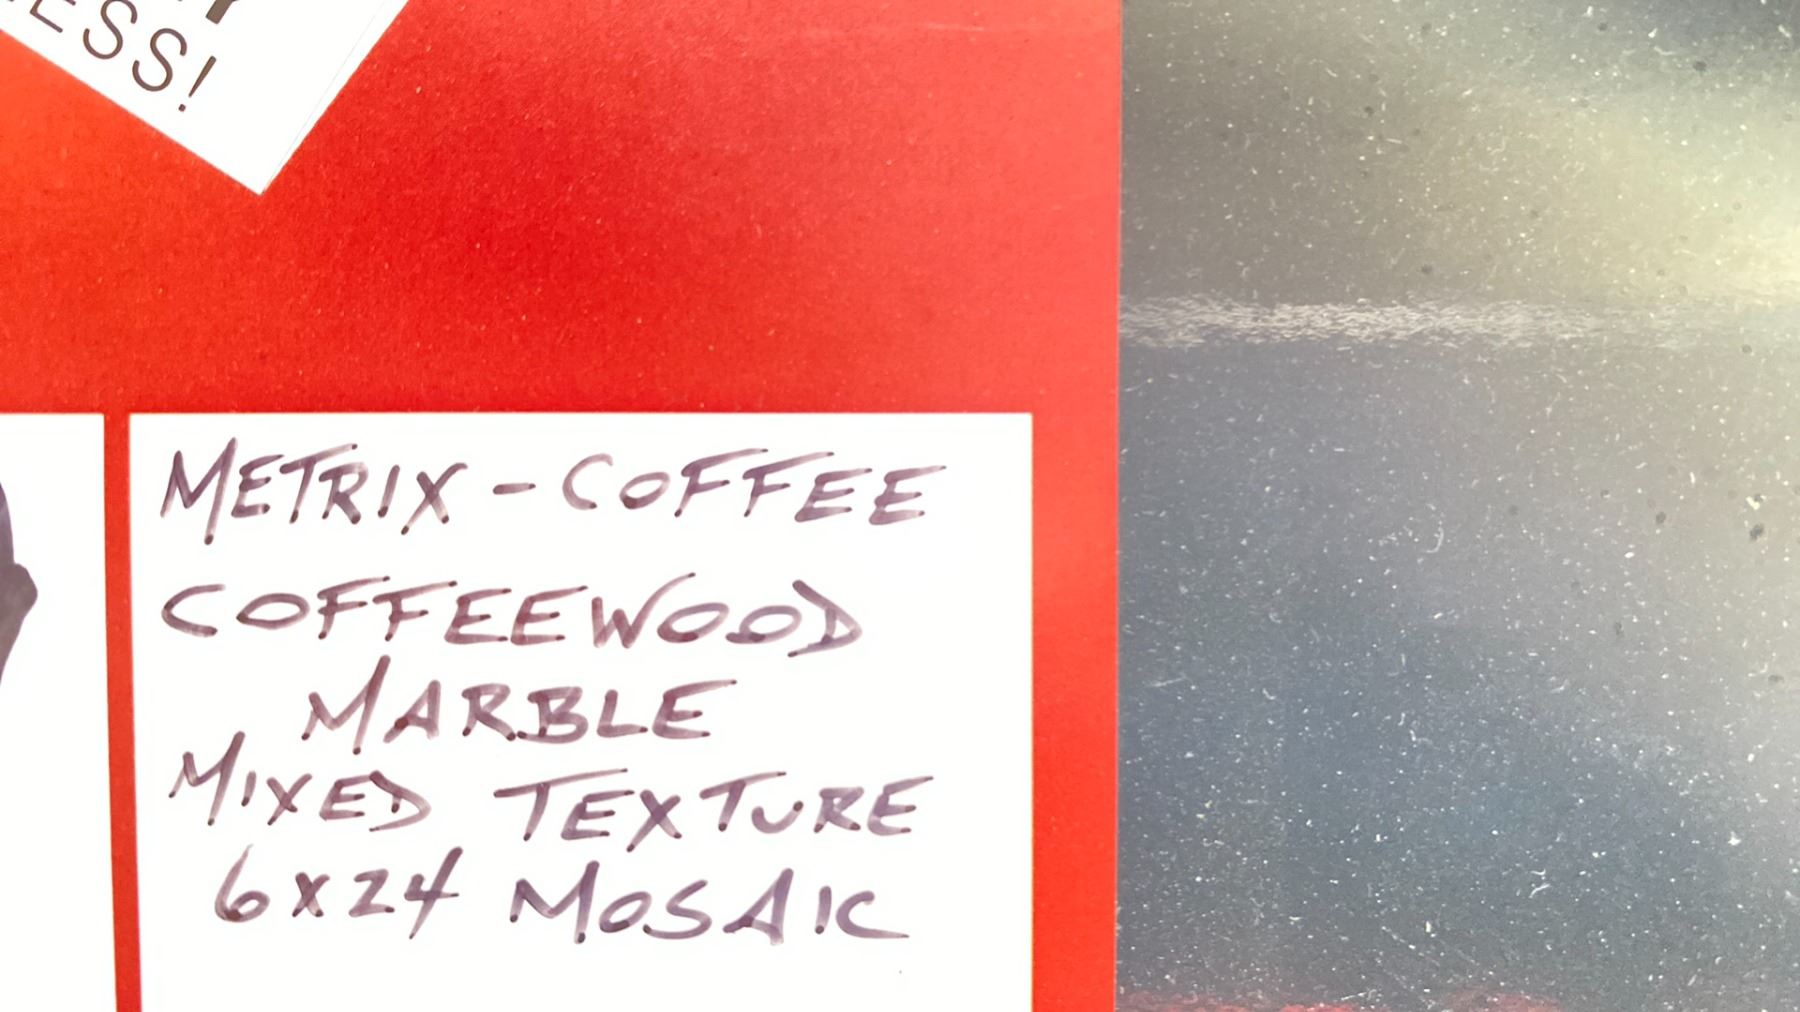 ESS!
METRIX - COFFEE
COFFEEWOOD
MARBLE
MIXED TEXTURE
6x24 MOSAIC